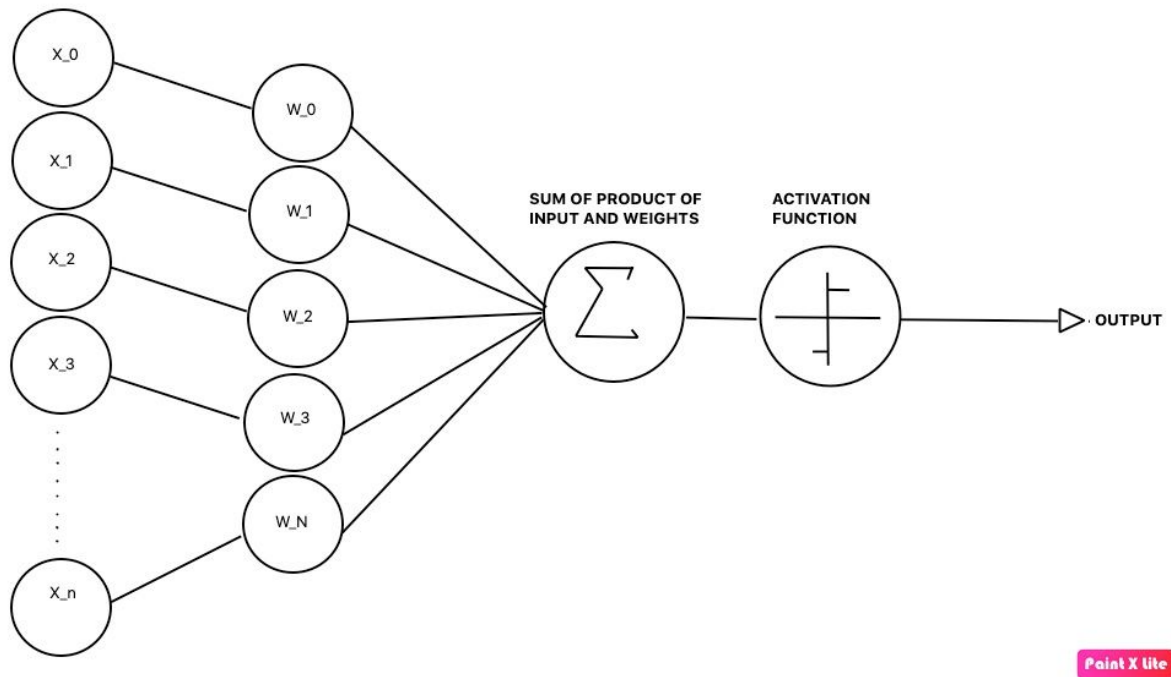 X_0
X_1
X_2
X_3
X_n
W_0
W_1
W_2
W_3
W_N
SUM OF PRODUCT OF
INPUT AND WEIGHTS
Σ
ACTIVATION
FUNCTION
OUTPUT
Paint X Lite